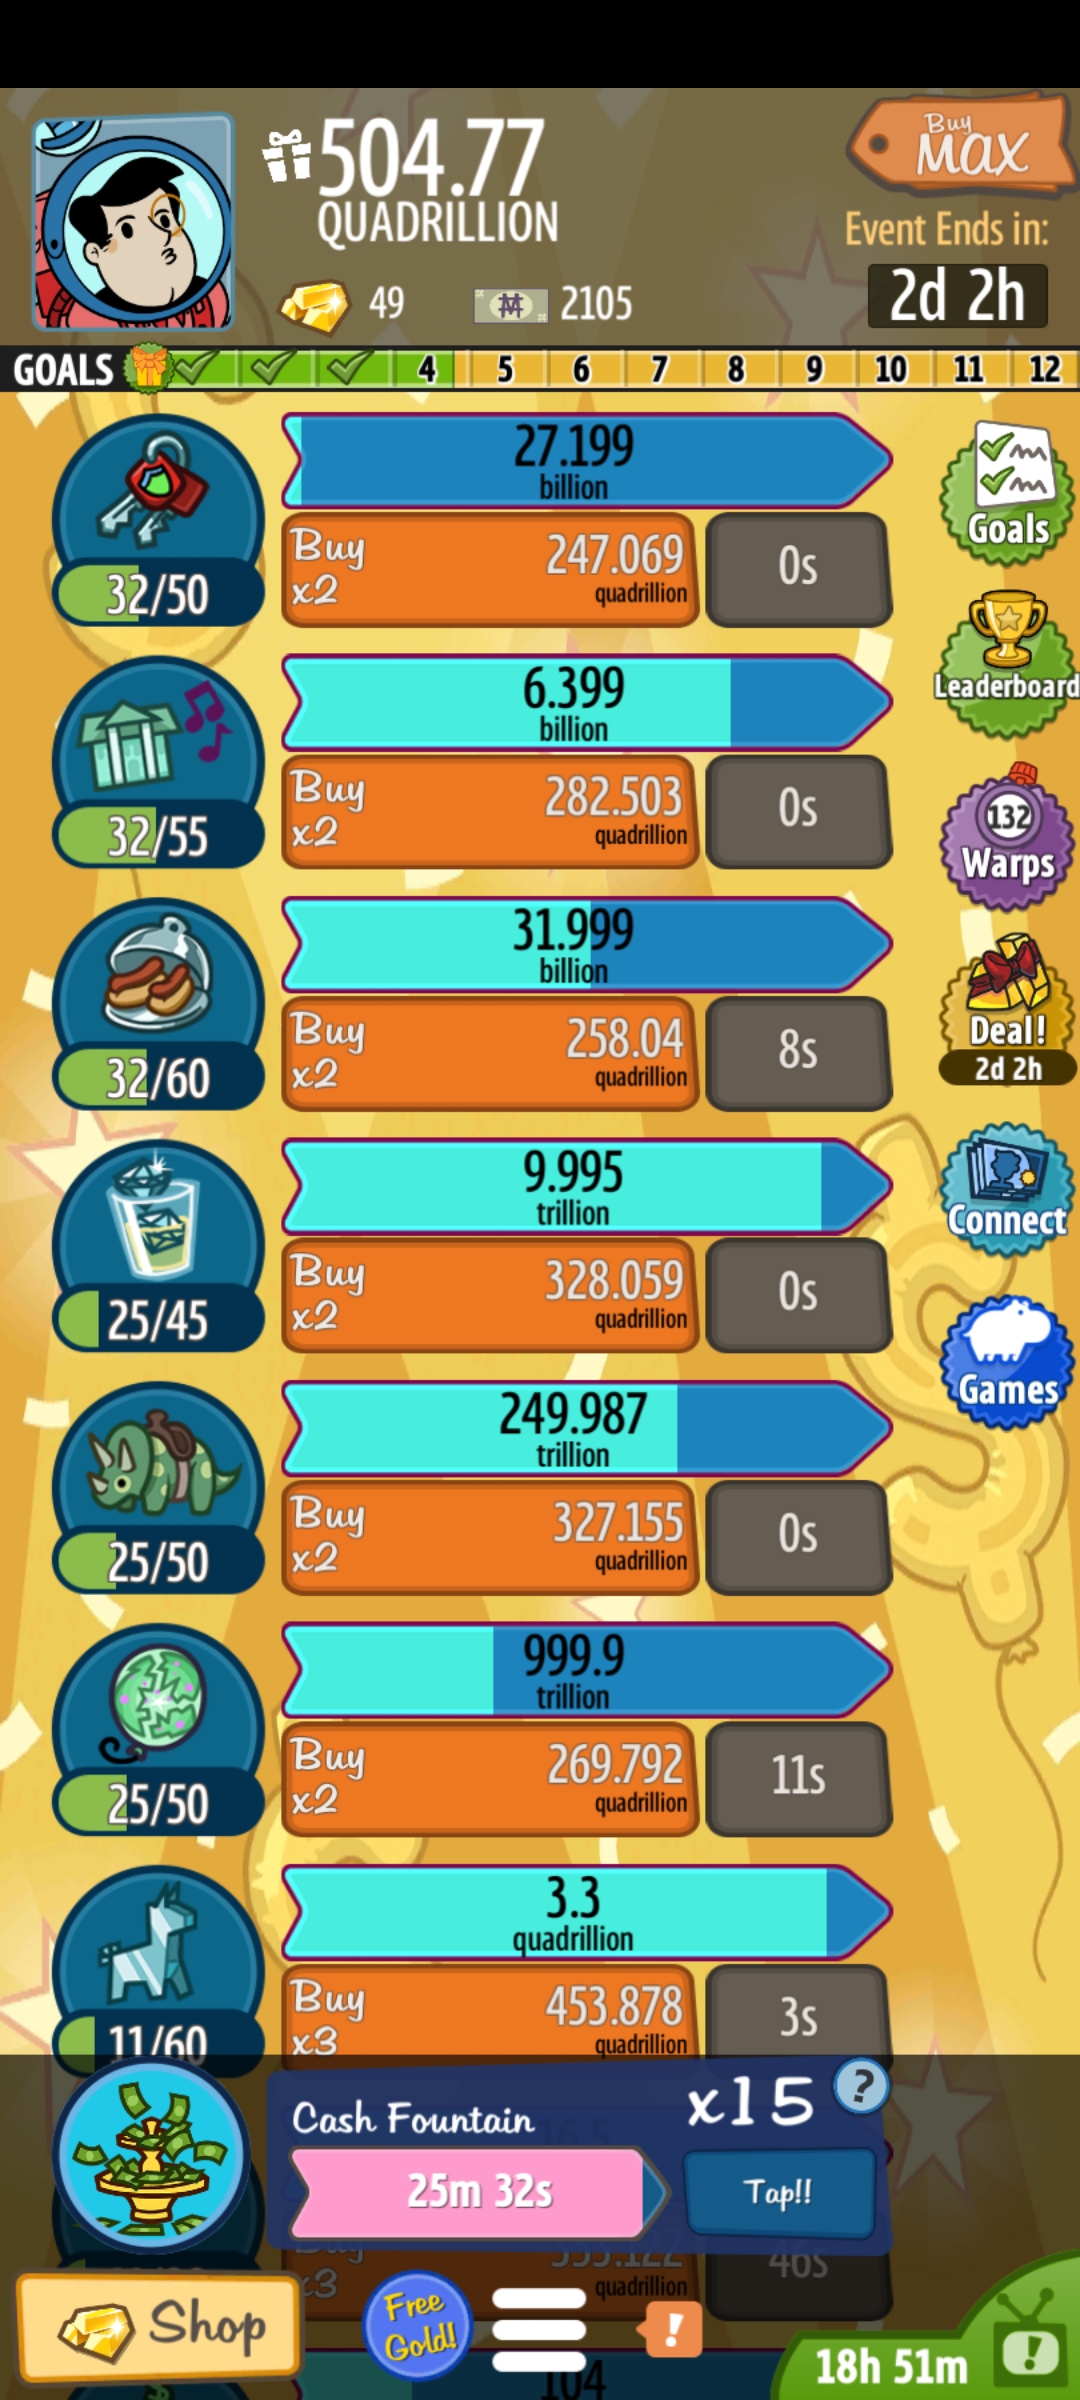 504.77
QUADRILLION
Buy
MAX
Event Ends in:
2d 2h
49
2105
GOALS 4 5 6 7 8 9 10 11 12
27.199
billion
Buy
x2
247.069
quadrillion
0s
32/50
Goals
6.399
billion
Buy
x2
282.503
quadrillion
0s
32/55
Leaderboard
31.999
billion
Buy
x2
258.04
quadrillion
8s
32/60
132
Warps
Deal!
2d 2h
9.995
trillion
Buy
x2
328.059
quadrillion
0s
25/45
Connect
249.987
trillion
Buy
x2
327.155
quadrillion
0s
25/50
Games
999.9
trillion
Buy
x2
269.792
quadrillion
11s
25/50
3.3
quadrillion
Buy
x3
453.878
quadrillion
3s
11/60
Cash Fountain
x15
?
25m 32s
Tap!!
x3
quadrillion
46s
Shop
Free
Gold!
!
18h 51m
!
104